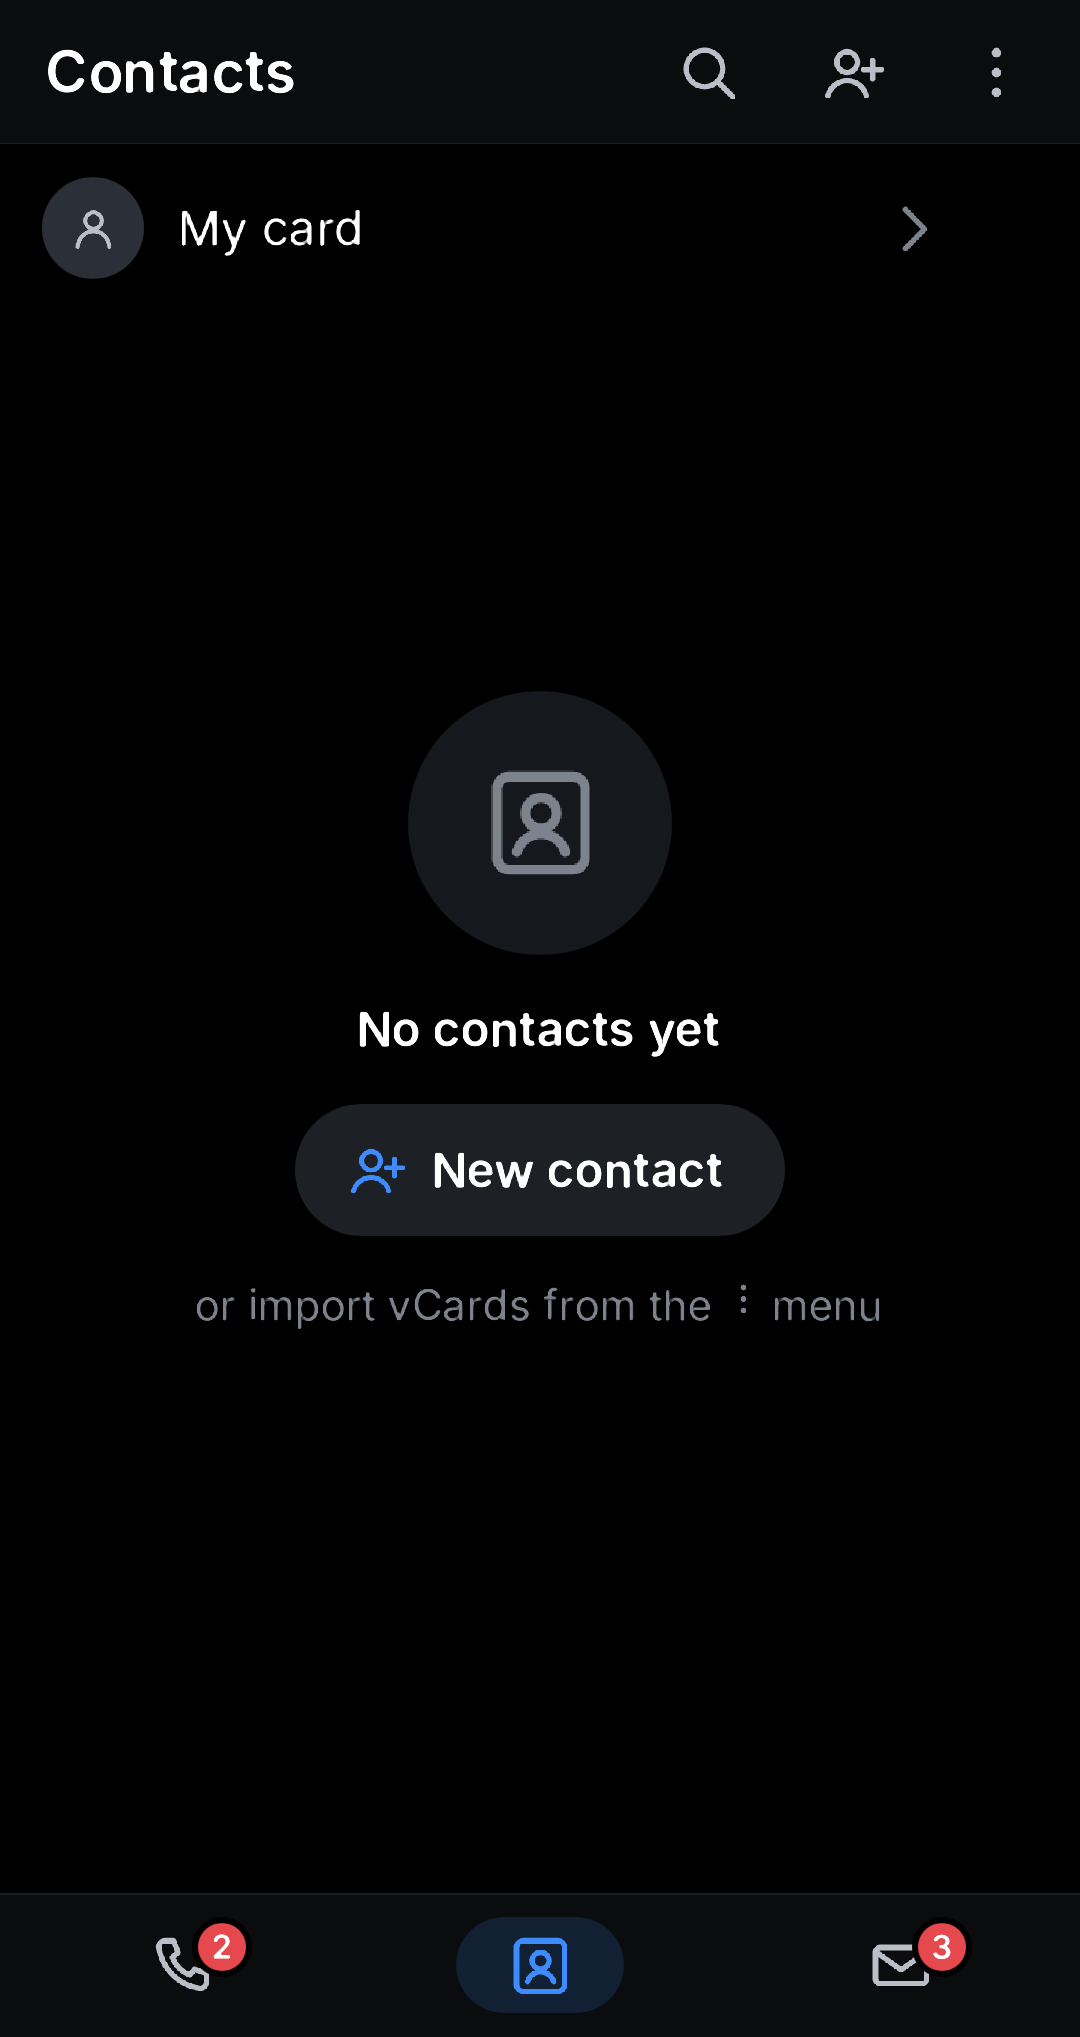 Contacts
My card
No contacts yet
New contact
or import vCards from the ⋮ menu
2
3